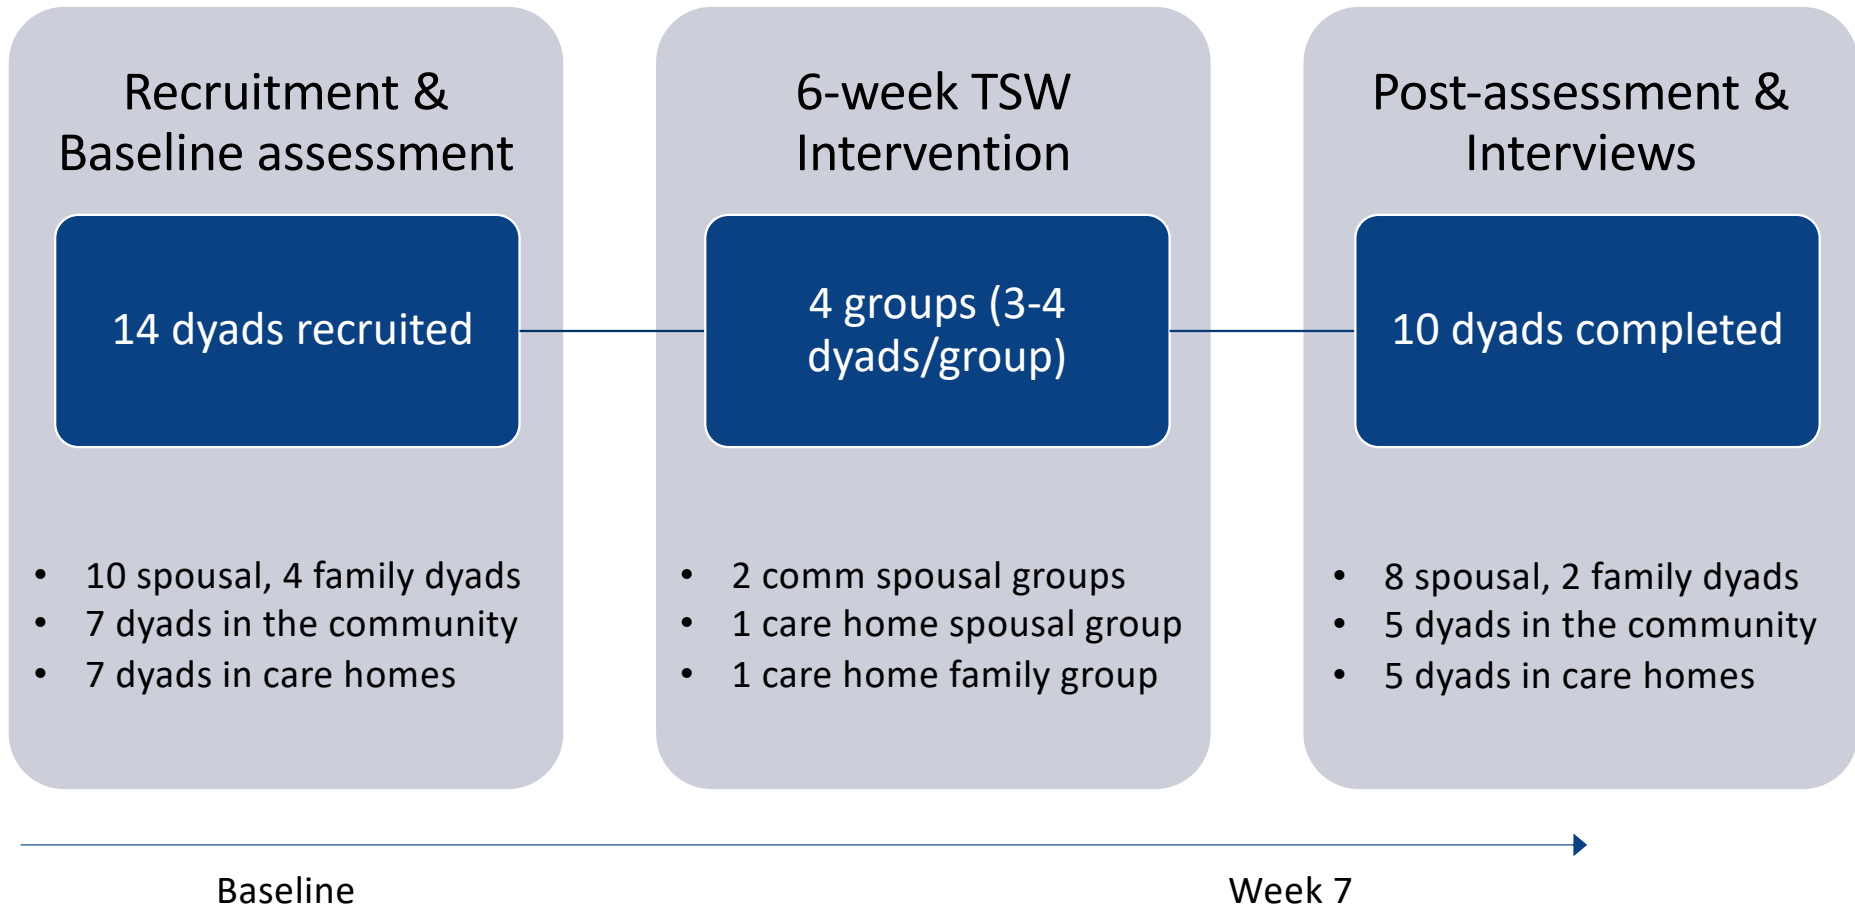 Recruitment &
Baseline assessment
14 dyads recruited
• 10 spousal, 4 family dyads
• 7 dyads in the community
• 7 dyads in care homes
6-week TSW
Intervention
4 groups (3-4
dyads/group)
• 2 comm spousal groups
• 1 care home spousal group
• 1 care home family group
Post-assessment &
Interviews
10 dyads completed
• 8 spousal, 2 family dyads
• 5 dyads in the community
• 5 dyads in care homes
Baseline
Week 7